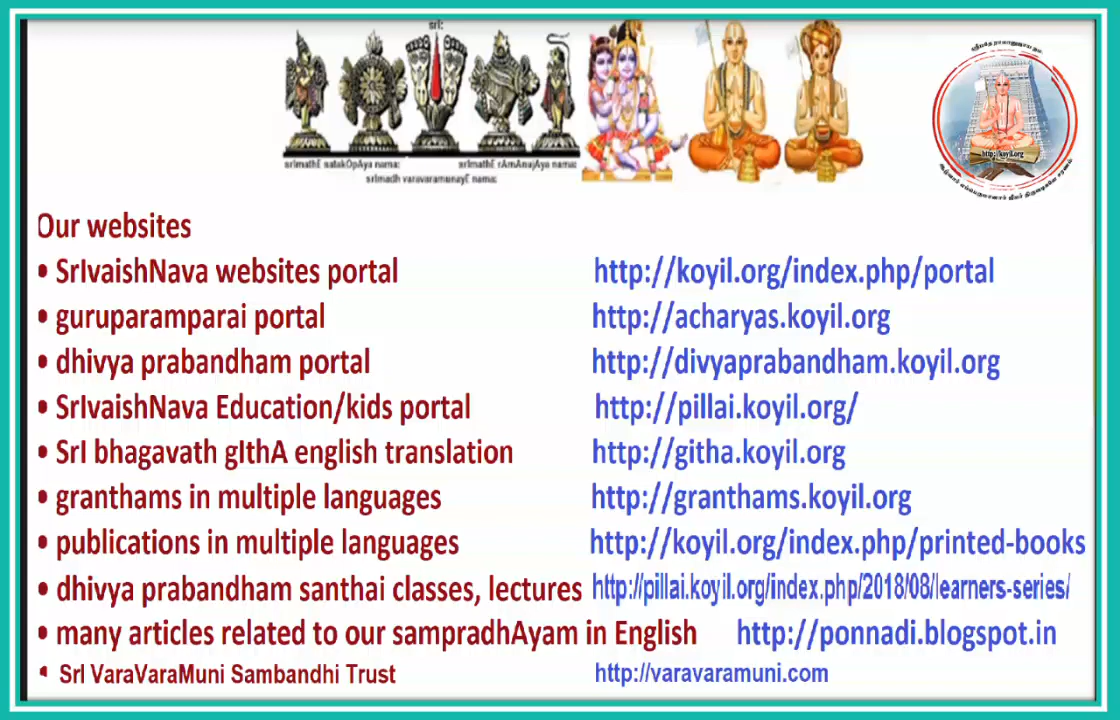 srI:
srImathE satakOpAya nama: srImathE rAmAnujAya nama:
srImadh varavaramunayE nama:
http://koyil.org
Our websites
• SrIvaishNava websites portal http://koyil.org/index.php/portal
• guruparamparai portal http://acharyas.koyil.org
• dhivya prabandham portal http://divyaprabandham.koyil.org
• SrIvaishNava Education/kids portal http://pillai.koyil.org/
• SrI bhagavath gIthA english translation http://githa.koyil.org
• granthams in multiple languages http://granthams.koyil.org
• publications in multiple languages http://koyil.org/index.php/printed-books
• dhivya prabandham santhai classes, lectures http://pillai.koyil.org/index.php/2018/08/learners-series/
• many articles related to our sampradhAyam in English http://ponnadi.blogspot.in
• SrI VaraVaraMuni Sambandhi Trust http://varavaramuni.com